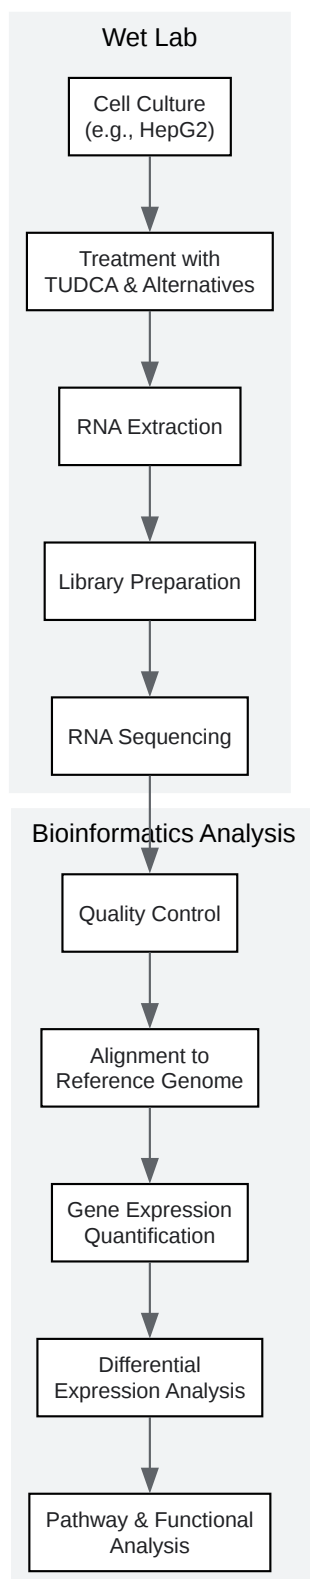 Wet Lab
Cell Culture
(e.g., HepG2)
Treatment with
TUDCA & Alternatives
RNA Extraction
Library Preparation
RNA Sequencing
Bioinformatics Analysis
Quality Control
Alignment to
Reference Genome
Gene Expression
Quantification
Differential
Expression Analysis
Pathway & Functional
Analysis